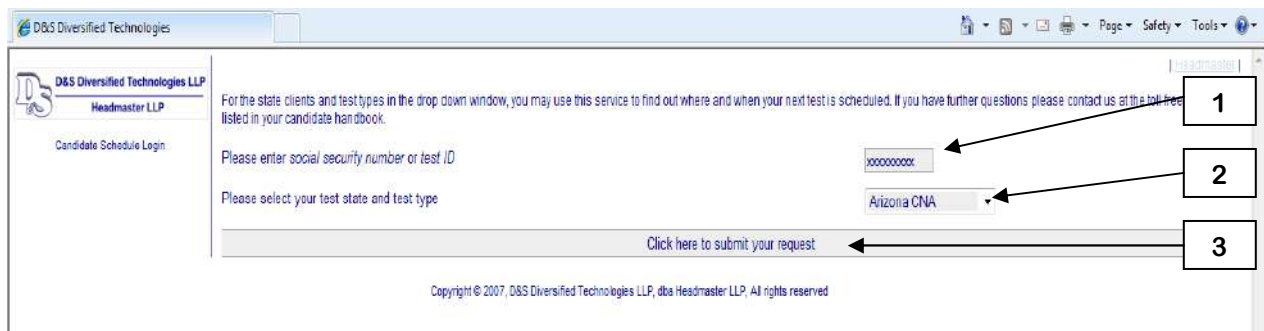 D&S Diversified Technologies
Page Safety Tools
| Headmaster |
DS D&S Diversified Technologies LLP
Headmaster LLP
Candidate Schedule Login
For the state clients and test types in the drop down window, you may use this service to find out where and when your next test is scheduled. If you have further questions please contact us at the toll free
listed in your candidate handbook.
1
Please enter social security number or test ID
xxxxxxxxx
2
Please select your test state and test type
Arizona CNA
Click here to submit your request
3
Copyright © 2007, D&S Diversified Technologies LLP, dba Headmaster LLP, All rights reserved